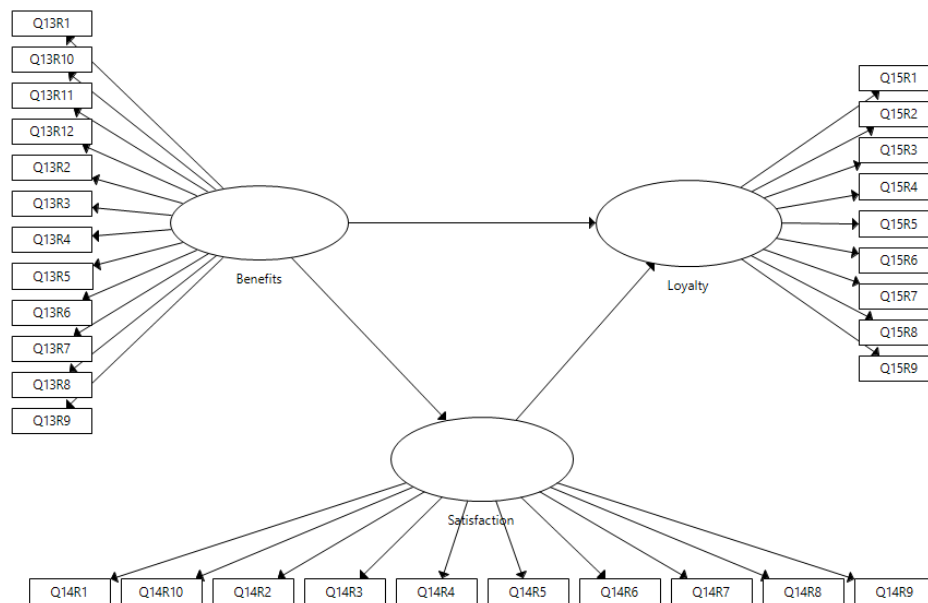 Q13R1
Q13R10
Q13R11
Q13R12
Q13R2
Q13R3
Q13R4
Q13R5
Q13R6
Q13R7
Q13R8
Q13R9
Benefits
Loyalty
Q15R1
Q15R2
Q15R3
Q15R4
Q15R5
Q15R6
Q15R7
Q15R8
Q15R9
Satisfaction
Q14R1
Q14R10
Q14R2
Q14R3
Q14R4
Q14R5
Q14R6
Q14R7
Q14R8
Q14R9